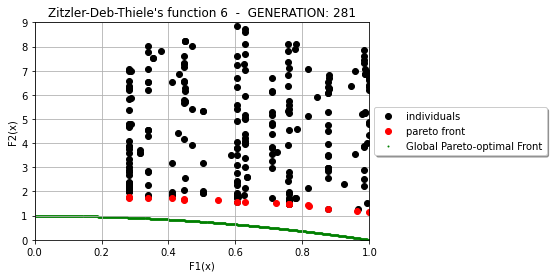 Zitzler-Deb-Thiele's function 6 - GENERATION: 281
F2(x)
9
8
7
6
5
4
3
2
1
0
0.0 0.2 0.4 0.6 0.8 1.0
F1(x)
individuals
pareto front
Global Pareto-optimal Front